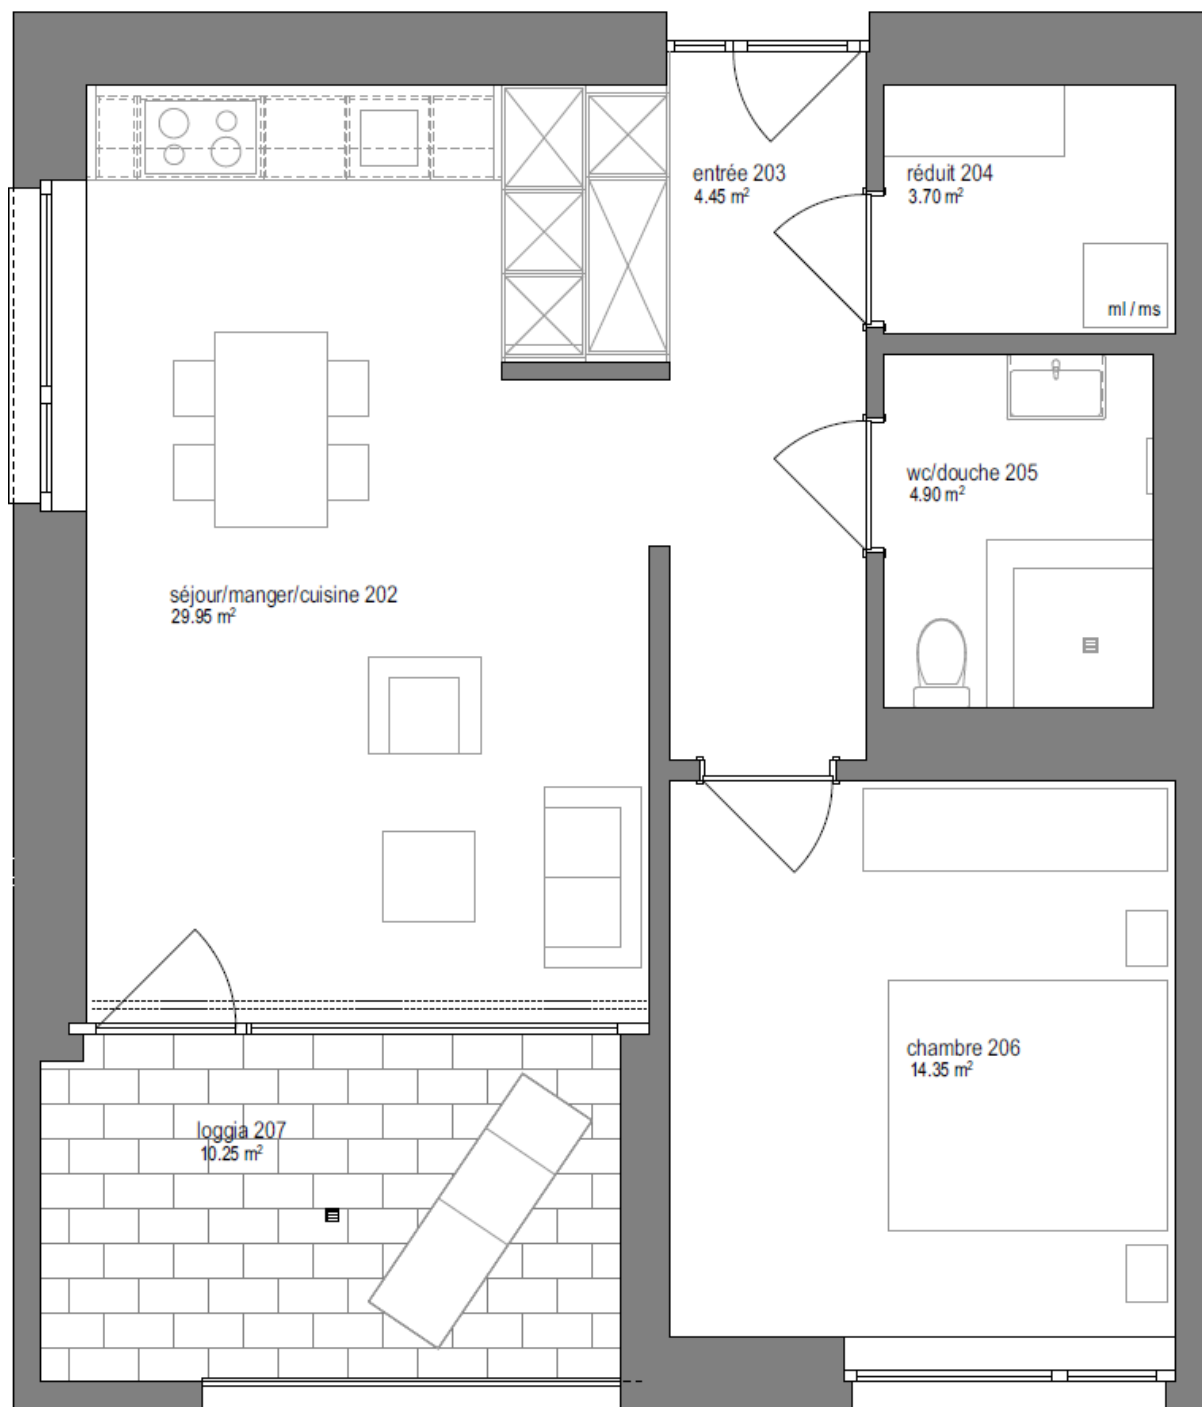 entrée 203
4.45 m²
réduit 204
3.70 m²
ml / ms
wc/douche 205
4.90 m²
séjour/manger/cuisine 202
29.95 m²
chambre 206
14.35 m²
loggia 207
10.25 m²